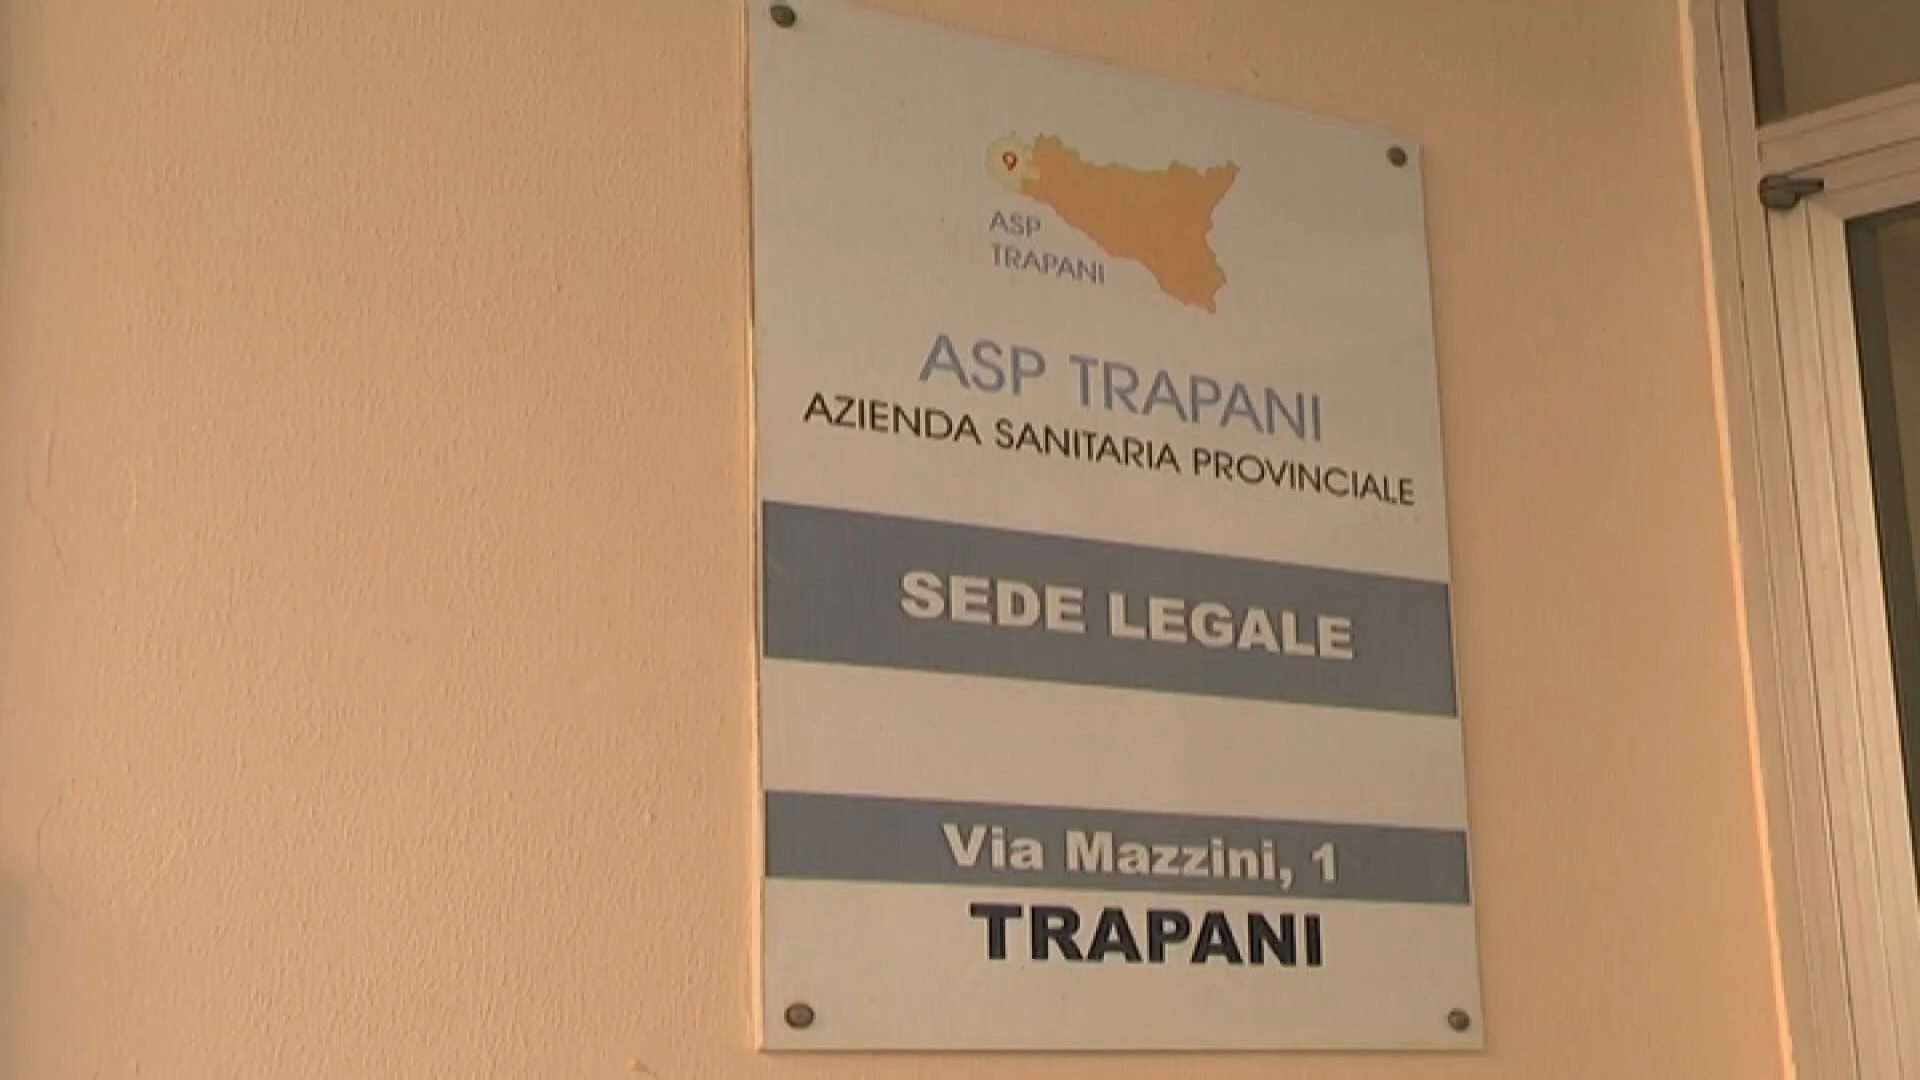 ASP
TRAPANI
ASP TRAPANI
AZIENDA SANITARIA PROVINCIALE
SEDE LEGALE
Via Mazzini, 1
TRAPANI